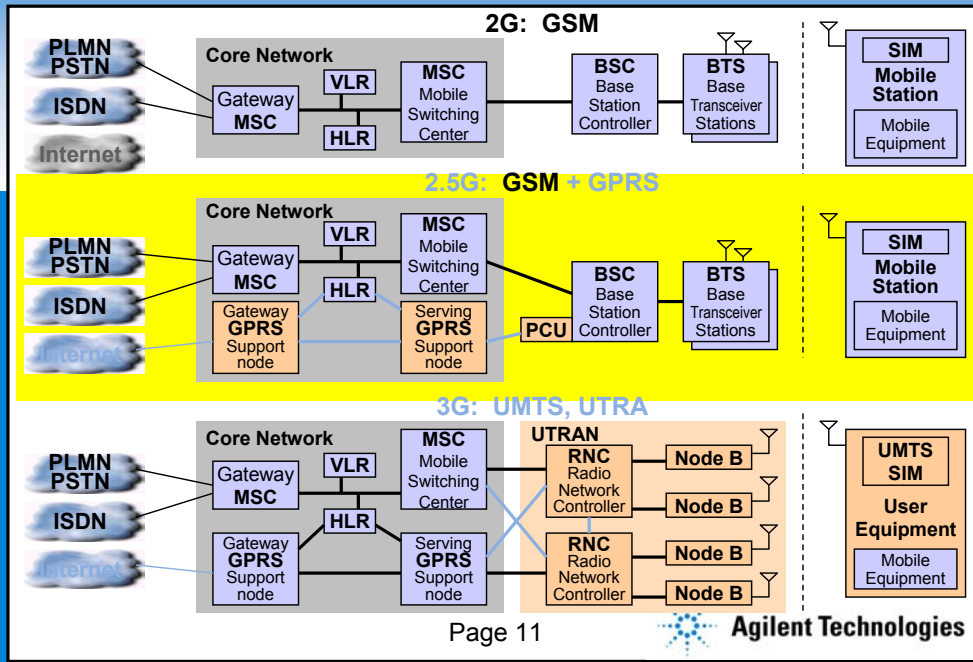 2G: GSM
PLMN
PSTN
ISDN
Internet
Core Network
Gateway
MSC
VLR
HLR
MSC
Mobile
Switching
Center
BSC
Base
Station
Controller
BTS
Base
Transceiver
Stations
SIM
Mobile
Station
Mobile
Equipment
2.5G: GSM + GPRS
PLMN
PSTN
ISDN
Internet
Core Network
Gateway
MSC
VLR
HLR
MSC
Mobile
Switching
Center
Gateway
GPRS
Support
node
Serving
GPRS
Support
node
PCU
BSC
Base
Station
Controller
BTS
Base
Transceiver
Stations
SIM
Mobile
Station
Mobile
Equipment
3G: UMTS, UTRA
PLMN
PSTN
ISDN
Internet
Core Network
Gateway
MSC
VLR
HLR
MSC
Mobile
Switching
Center
Gateway
GPRS
Support
node
Serving
GPRS
Support
node
UTRAN
RNC
Radio
Network
Controller
RNC
Radio
Network
Controller
Node B
Node B
Node B
Node B
UMTS
SIM
User
Equipment
Mobile
Equipment
Page 11
Agilent Technologies